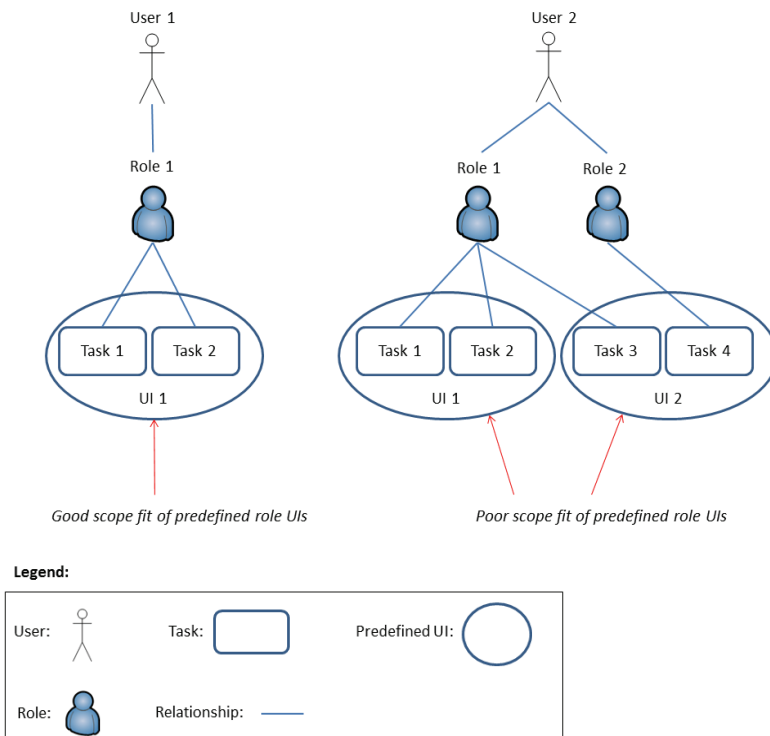 User 1
User 2
Role 1
Role 1
Role 2
Task 1
Task 2
Task 1
Task 2
Task 3
Task 4
UI 1
UI 1
UI 2
Good scope fit of predefined role UIs
Poor scope fit of predefined role UIs
Legend:
User:
Task:
Predefined UI:
Role:
Relationship: